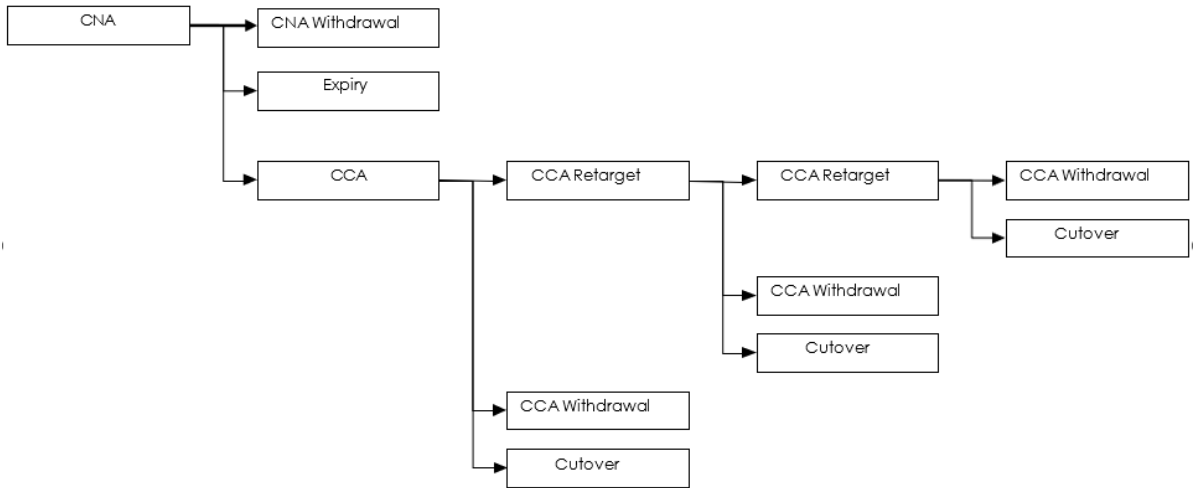 CNA
CNA Withdrawal
Expiry
CCA
CCA Retarget
CCA Retarget
CCA Withdrawal
Cutover
CCA Withdrawal
Cutover
CCA Withdrawal
Cutover